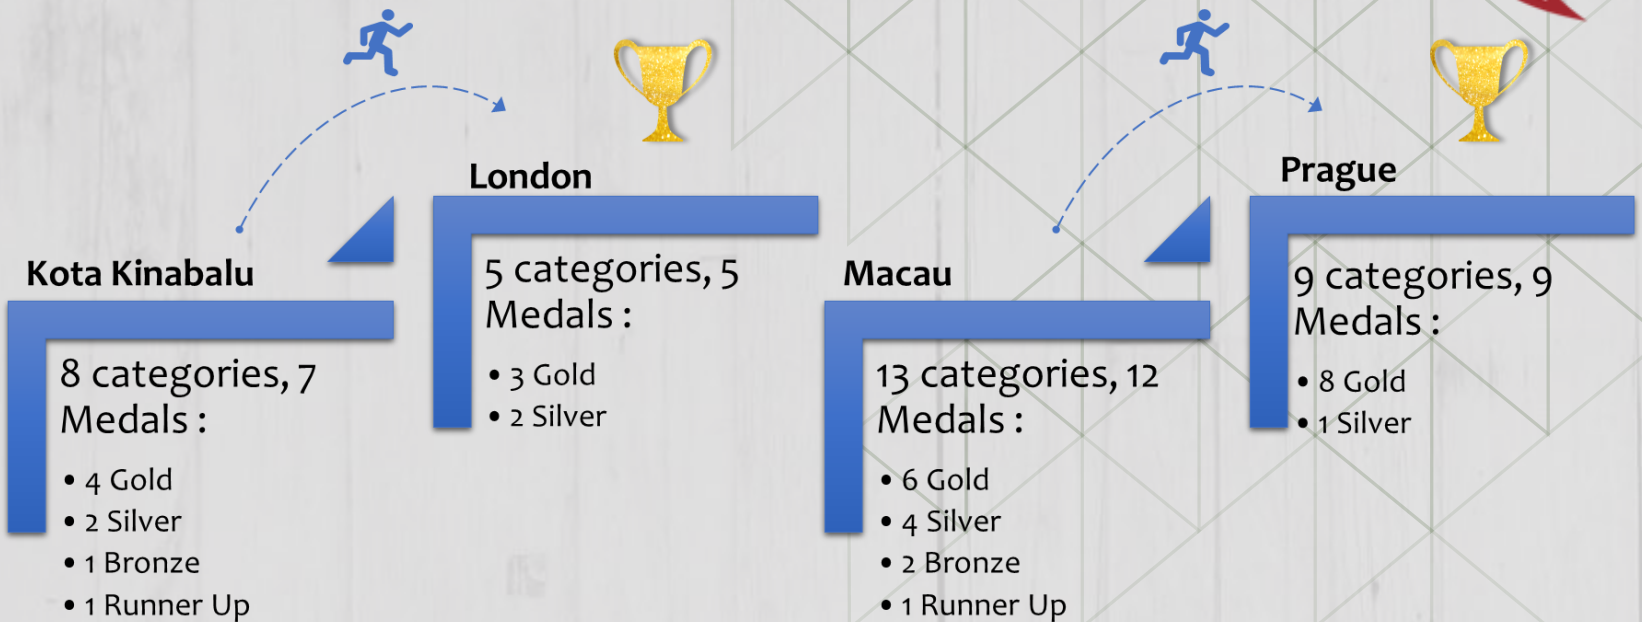 Kota Kinabalu
8 categories, 7
Medals :
• 4 Gold
• 2 Silver
• 1 Bronze
• 1 Runner Up
London
5 categories, 5
Medals :
• 3 Gold
• 2 Silver
Macau
13 categories, 12
Medals :
• 6 Gold
• 4 Silver
• 2 Bronze
• 1 Runner Up
Prague
9 categories, 9
Medals :
• 8 Gold
• 1 Silver